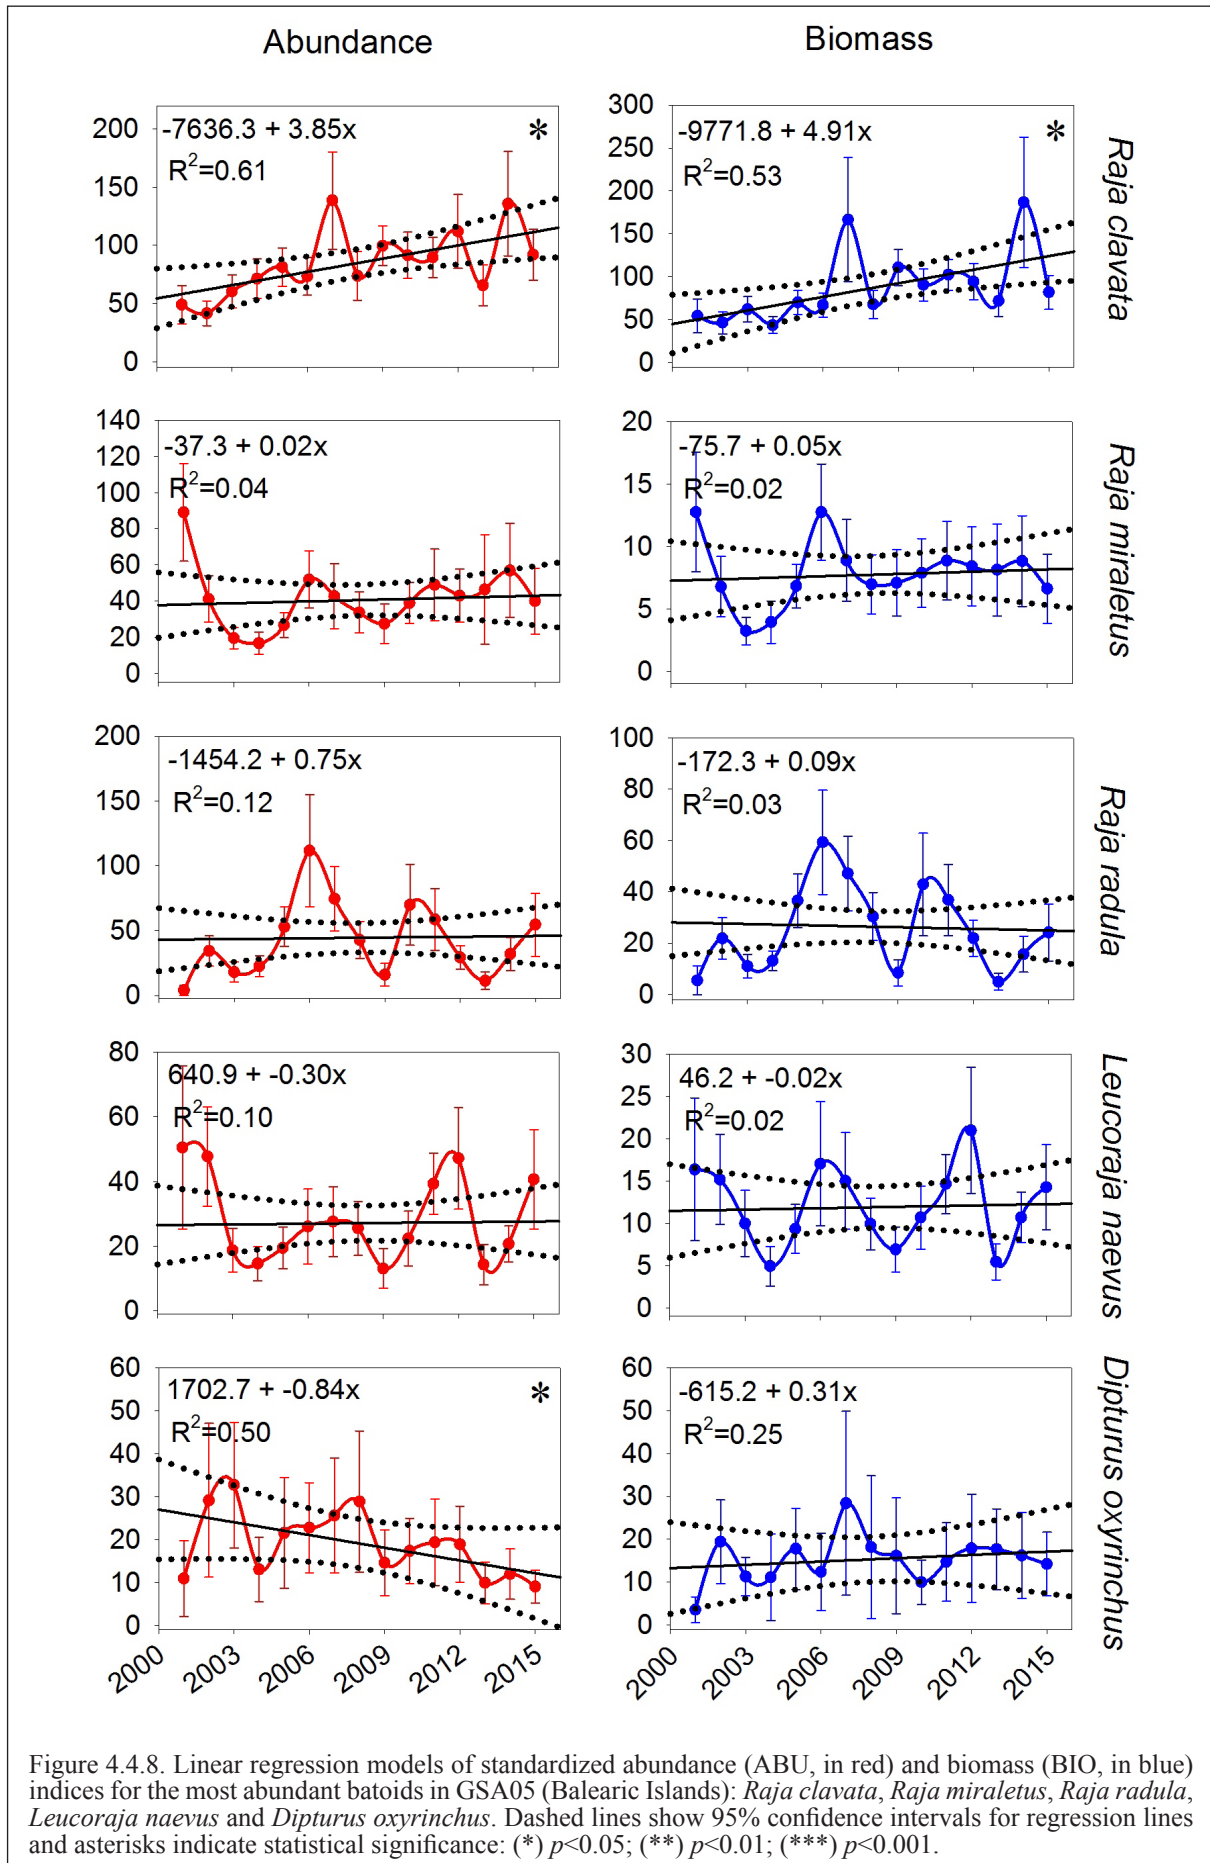 Abundance
Biomass
200
150
100
50
0
-7636.3 + 3.85x
R²=0.61
*
300
250
200
150
100
50
0
-9771.8 + 4.91x
R²=0.53
*
Raja clavata
140
120
100
80
60
40
20
0
-37.3 + 0.02x
R²=0.04
20
15
10
5
0
-75.7 + 0.05x
R²=0.02
Raja miraletus
200
150
100
50
0
-1454.2 + 0.75x
R²=0.12
100
80
60
40
20
0
-172.3 + 0.09x
R²=0.03
Raja radula
80
60
40
20
0
640.9 + -0.30x
R²=0.10
30
25
20
15
10
5
0
46.2 + -0.02x
R²=0.02
Leucoraja naevus
60
50
40
30
20
10
0
1702.7 + -0.84x
R²=0.50
*
60
50
40
30
20
10
0
-615.2 + 0.31x
R²=0.25
Dipturus oxyrinchus
2000 2003 2006 2009 2012 2015
2000 2003 2006 2009 2012 2015
Figure 4.4.8. Linear regression models of standardized abundance (ABU, in red) and biomass (BIO, in blue)
indices for the most abundant batoids in GSA05 (Balearic Islands): Raja clavata, Raja miraletus, Raja radula,
Leucoraja naevus and Dipturus oxyrinchus. Dashed lines show 95% confidence intervals for regression lines
and asterisks indicate statistical significance: (*) p<0.05; (**) p<0.01; (***) p<0.001.